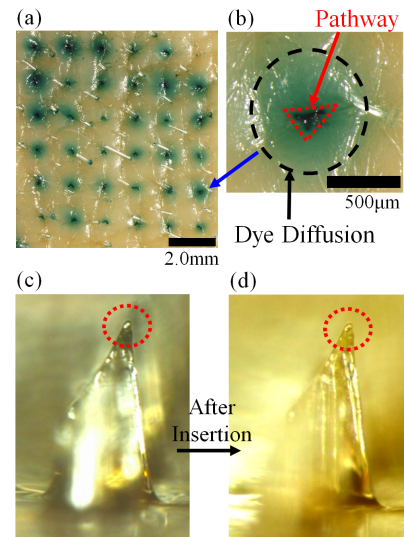 (a)
(b)
Pathway
2.0mm
500μm
Dye Diffusion
(c)
(d)
After
Insertion